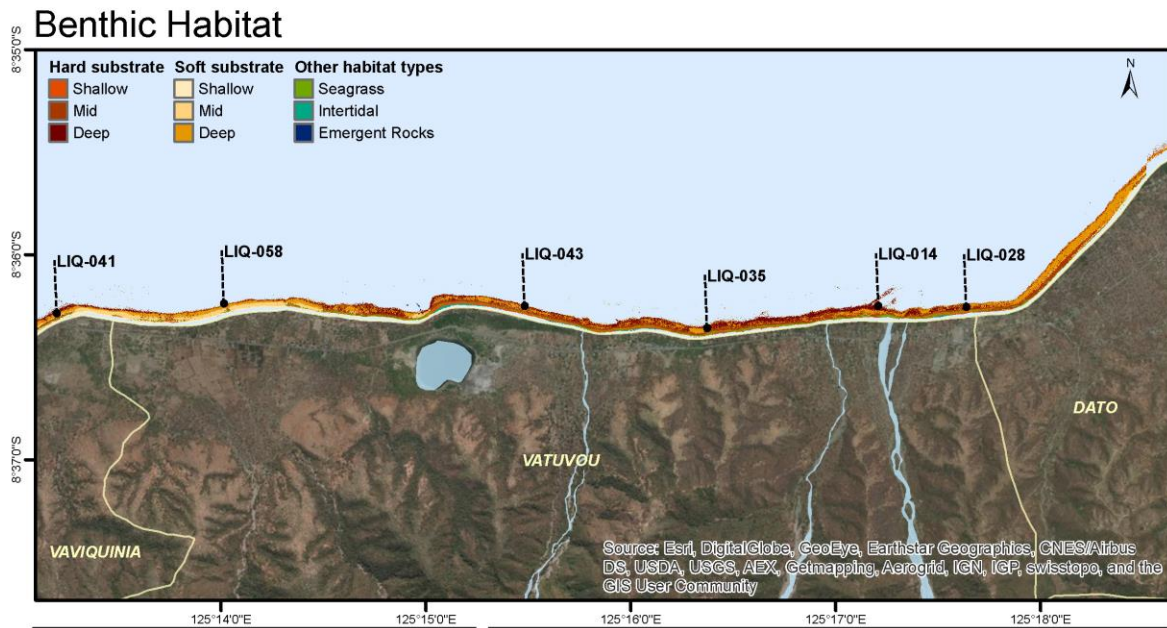 Benthic Habitat
8°35'0"S
Hard substrate Soft substrate Other habitat types
Shallow Shallow Seagrass
Mid Mid Intertidal
Deep Deep Emergent Rocks
N
8°36'0"S
LIQ-041
LIQ-058
LIQ-043
LIQ-035
LIQ-014
LIQ-028
DATO
8°37'0"S
VATUVOU
VAVIQUINIA
Source: Esri, DigitalGlobe, GeoEye, Earthstar Geographics, CNES/Airbus
DS, USDA, USGS, AEX, Getmapping, Aerogrid, IGN, IGP, swisstopo, and the
GIS User Community
125°14'0"E 125°15'0"E 125°16'0"E 125°17'0"E 125°18'0"E